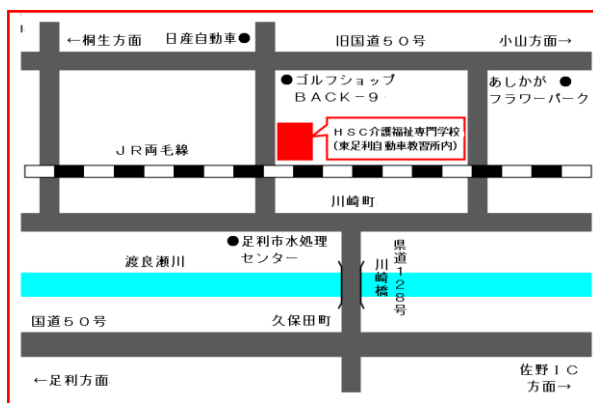 ←桐生方面
日産自動車●
旧国道５０号
小山方面→
●ゴルフショップ
ＢＡＣＫ－９
あしかが ●
フラワーパーク
ＨＳＣ介護福祉専門学校
（東足利自動車教習所内）
ＪＲ両毛線
川崎町
●足利市水処理
センター
渡良瀬川
川崎橋
県道１２８号
国道５０号
久保田町
←足利方面
佐野ＩＣ
方面→